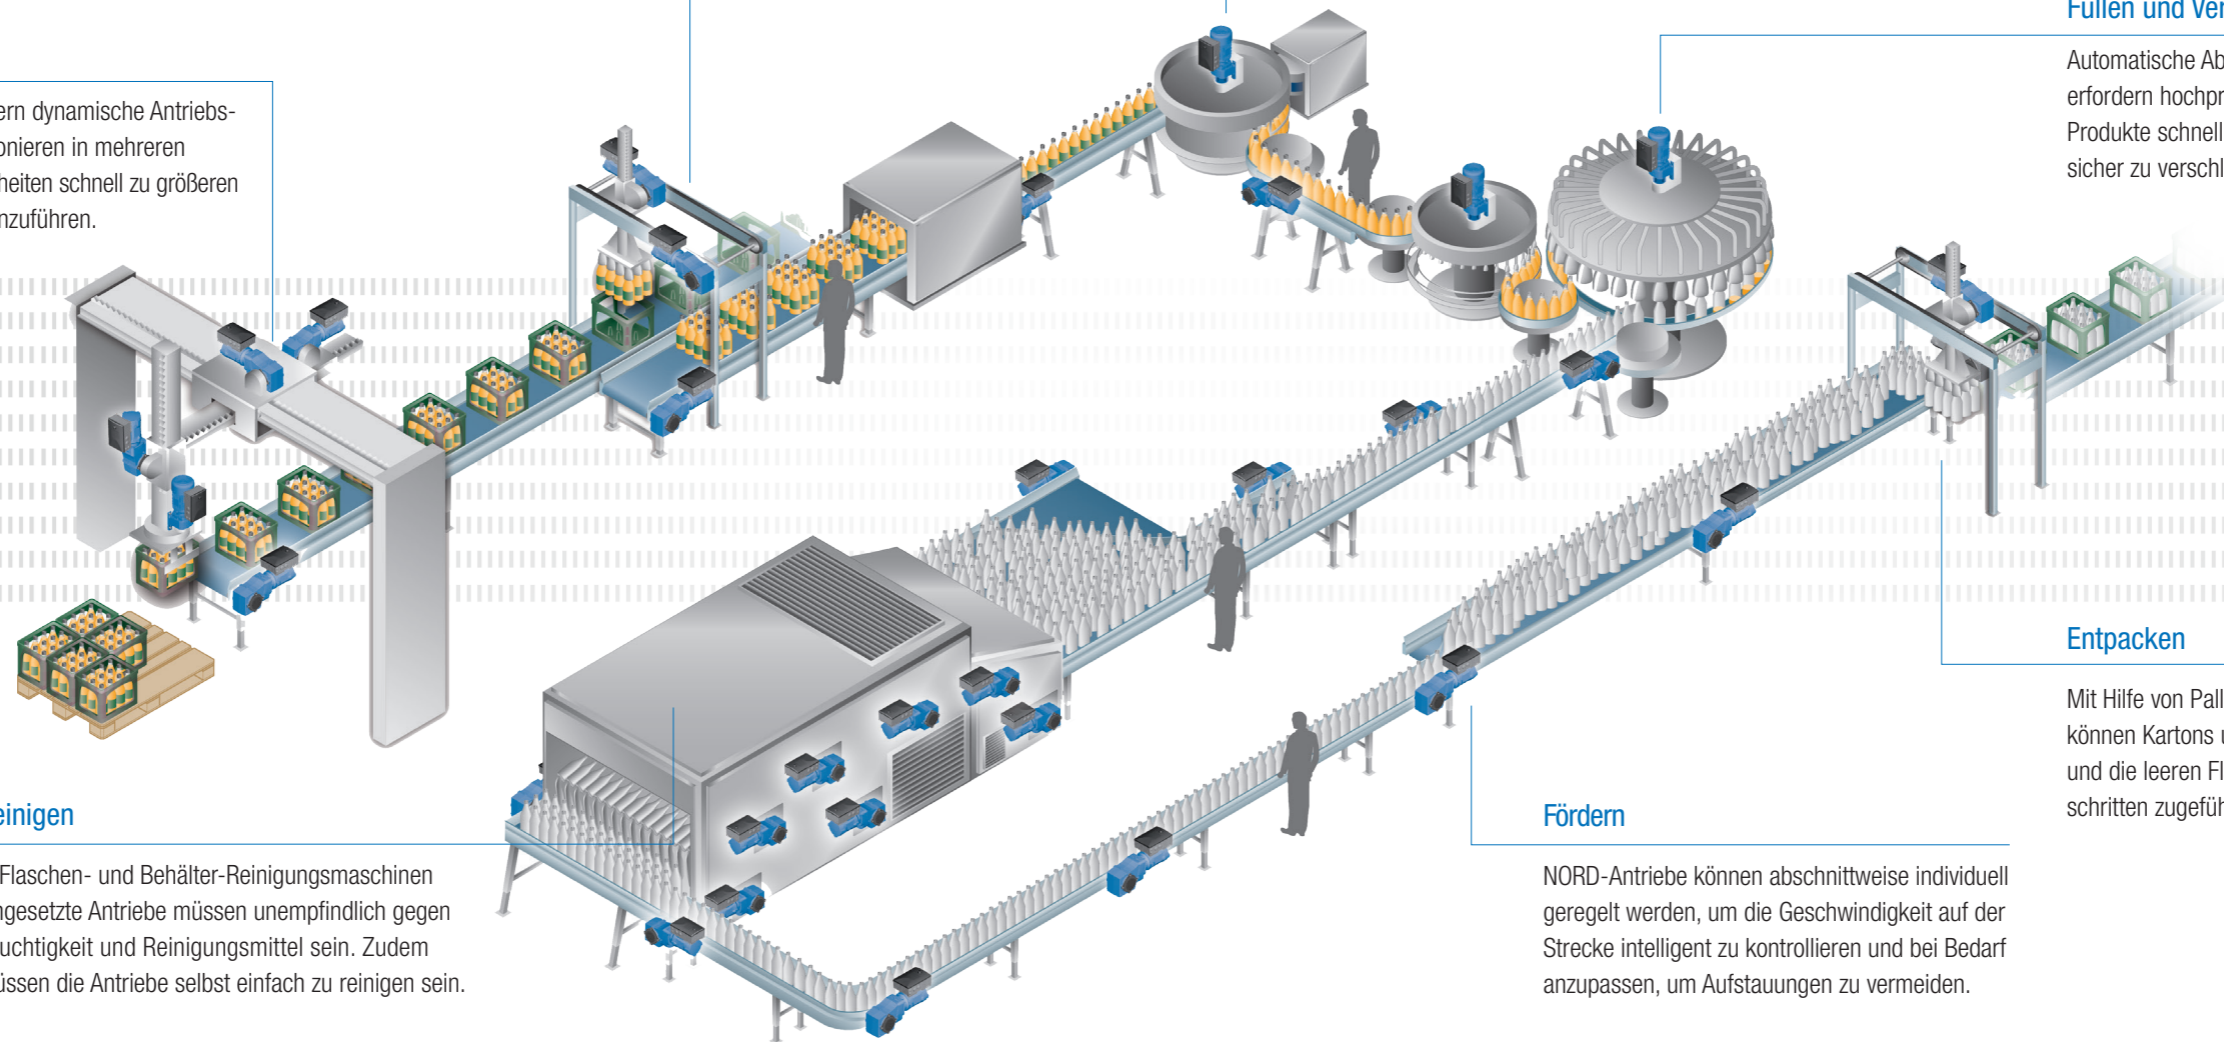 ern dynamische Antriebs-
onieren in mehreren
heiten schnell zu größeren
nzuführen.
Füllen und Ver
Automatische Ab
erfordern hochpr
Produkte schnell
sicher zu verschl
Entpacken
Mit Hilfe von Pall
können Kartons u
und die leeren Fl
schritten zugefüh
einigen
Flaschen- und Behälter-Reinigungsmaschinen
ngesetzte Antriebe müssen unempfindlich gegen
uchtigkeit und Reinigungsmittel sein. Zudem
üssen die Antriebe selbst einfach zu reinigen sein.
Fördern
NORD-Antriebe können abschnittweise individuell
geregelt werden, um die Geschwindigkeit auf der
Strecke intelligent zu kontrollieren und bei Bedarf
anzupassen, um Aufstauungen zu vermeiden.